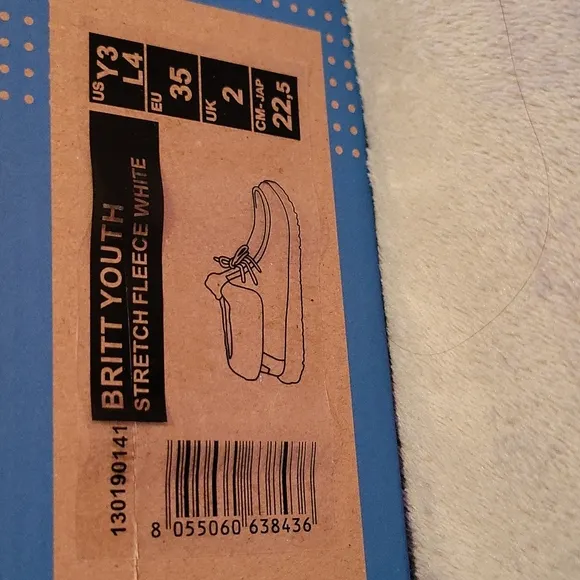 US Y3
L4
EU 35
UK 2
CM-JAP 22,5
BRITT YOUTH
STRETCH FLEECE WHITE
130190141
8 055060 638436